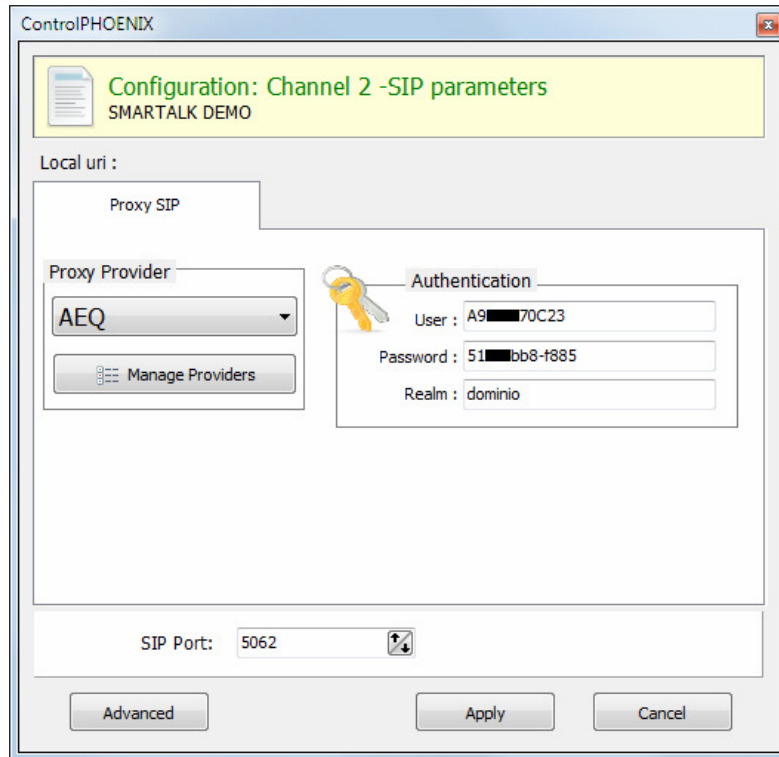 ControlPHOENIX
Configuration: Channel 2 -SIP parameters
SMARTALK DEMO
Local uri :
Proxy SIP
Proxy Provider
AEQ
Manage Providers
Authentication
User : A9 70C23
Password : 51 bb8-f885
Realm : dominio
SIP Port: 5062
Advanced
Apply
Cancel